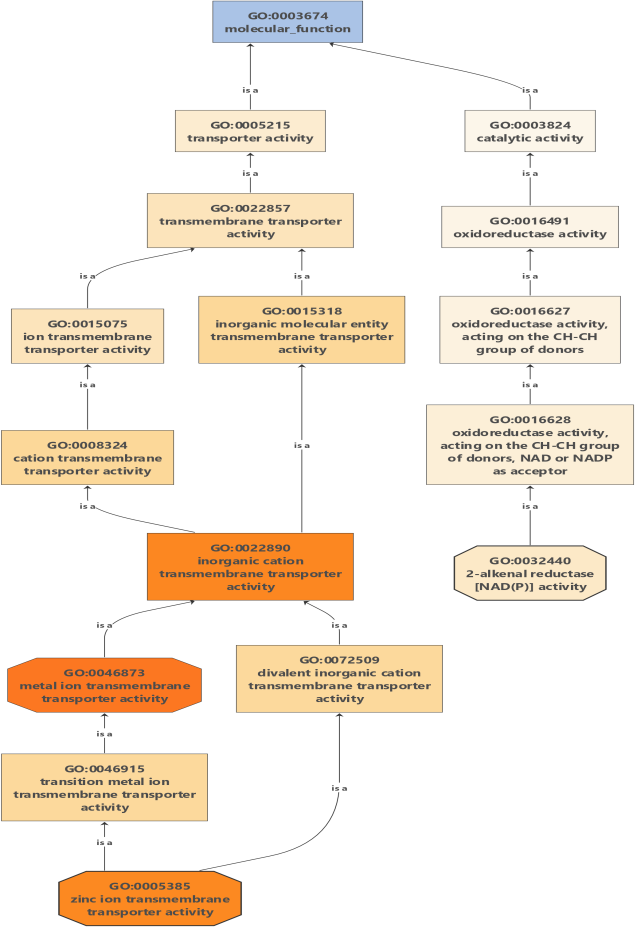 GO:0003674
molecular_function
is a
is a
GO:0005215
transporter activity
GO:0003824
catalytic activity
is a
is a
GO:0022857
transmembrane transporter
activity
GO:0016491
oxidoreductase activity
is a
is a
is a
GO:0015075
ion transmembrane
transporter activity
GO:0015318
inorganic molecular entity
transmembrane transporter
activity
GO:0016627
oxidoreductase activity,
acting on the CH-CH
group of donors
is a
is a
GO:0008324
cation transmembrane
transporter activity
is a
GO:0016628
oxidoreductase activity,
acting on the CH-CH group
of donors, NAD or NADP
as acceptor
is a
is a
GO:0022890
inorganic cation
transmembrane transporter
activity
GO:0032440
2-alkenal reductase
[NAD(P)] activity
is a
is a
GO:0046873
metal ion transmembrane
transporter activity
GO:0072509
divalent inorganic cation
transmembrane transporter
activity
is a
GO:0046915
transition metal ion
transmembrane transporter
activity
is a
is a
GO:0005385
zinc ion transmembrane
transporter activity